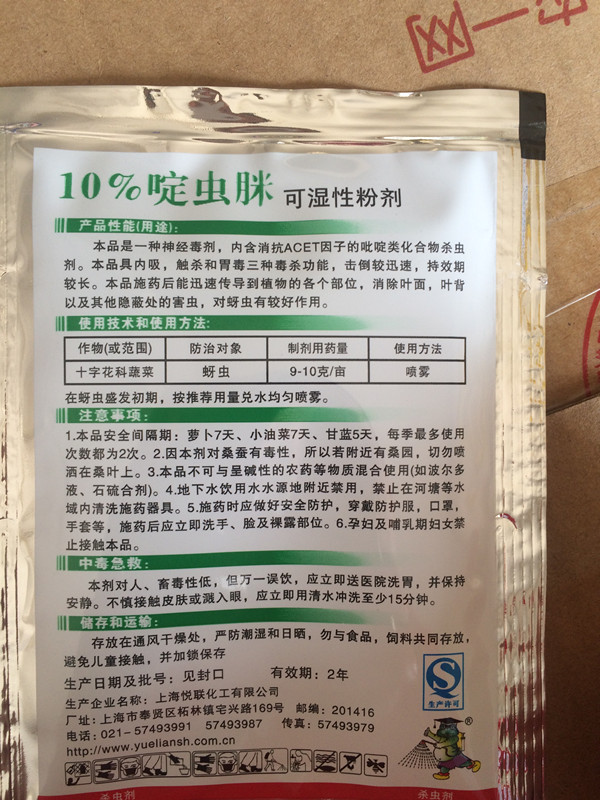 10%啶虫脒 可湿性粉剂
产品性能(用途):
本品是一种神经毒剂，内含消抗ACET因子的吡啶类化合物杀虫
剂。本品具内吸，触杀和胃毒三种毒杀功能，击倒较迅速，持效期
较长。本品施药后能迅速传导到植物的各个部位，消除叶面，叶背
以及其他隐蔽处的害虫，对蚜虫有较好作用。
使用技术和使用方法:
作物(或范围) 防治对象 制剂用药量 使用方法
十字花科蔬菜 蚜虫 9-10克/亩 喷雾
在蚜虫盛发初期，按推荐用量兑水均匀喷雾。
注意事项:
1.本品安全间隔期：萝卜7天、小油菜7天、甘蓝5天，每季最多使用
次数都为2次。2.因本剂对桑蚕有毒性，所以若附近有桑园，切勿喷
洒在桑叶上。3.本品不可与呈碱性的农药等物质混合使用(如波尔多
液、石硫合剂)。4.地下水饮用水水源地附近禁用，禁止在河塘等水
域内清洗施药器具。5.施药时应做好安全防护，穿戴防护服，口罩，
手套等，施药后应立即洗手、脸及裸露部位。6.孕妇及哺乳期妇女禁
止接触本品。
中毒急救:
本剂对人、畜毒性低，但万一误饮，应立即送医院洗胃，并保持
安静。不慎接触皮肤或溅入眼，应立即用清水冲洗至少15分钟。
储存和运输:
存放在通风干燥处，严防潮湿和日晒，勿与食品，饲料共同存放，
避免儿童接触，并加锁保存
生产日期及批号：见封口 有效期：2年
生产企业名称：上海悦联化工有限公司
厂址:上海市奉贤区柘林镇宅兴路169号 邮编：201416
电话:021-57493991 57493987 传真：57493979
http://www.yueliansh.com.cn
生产许可
®
杀虫剂 杀虫剂